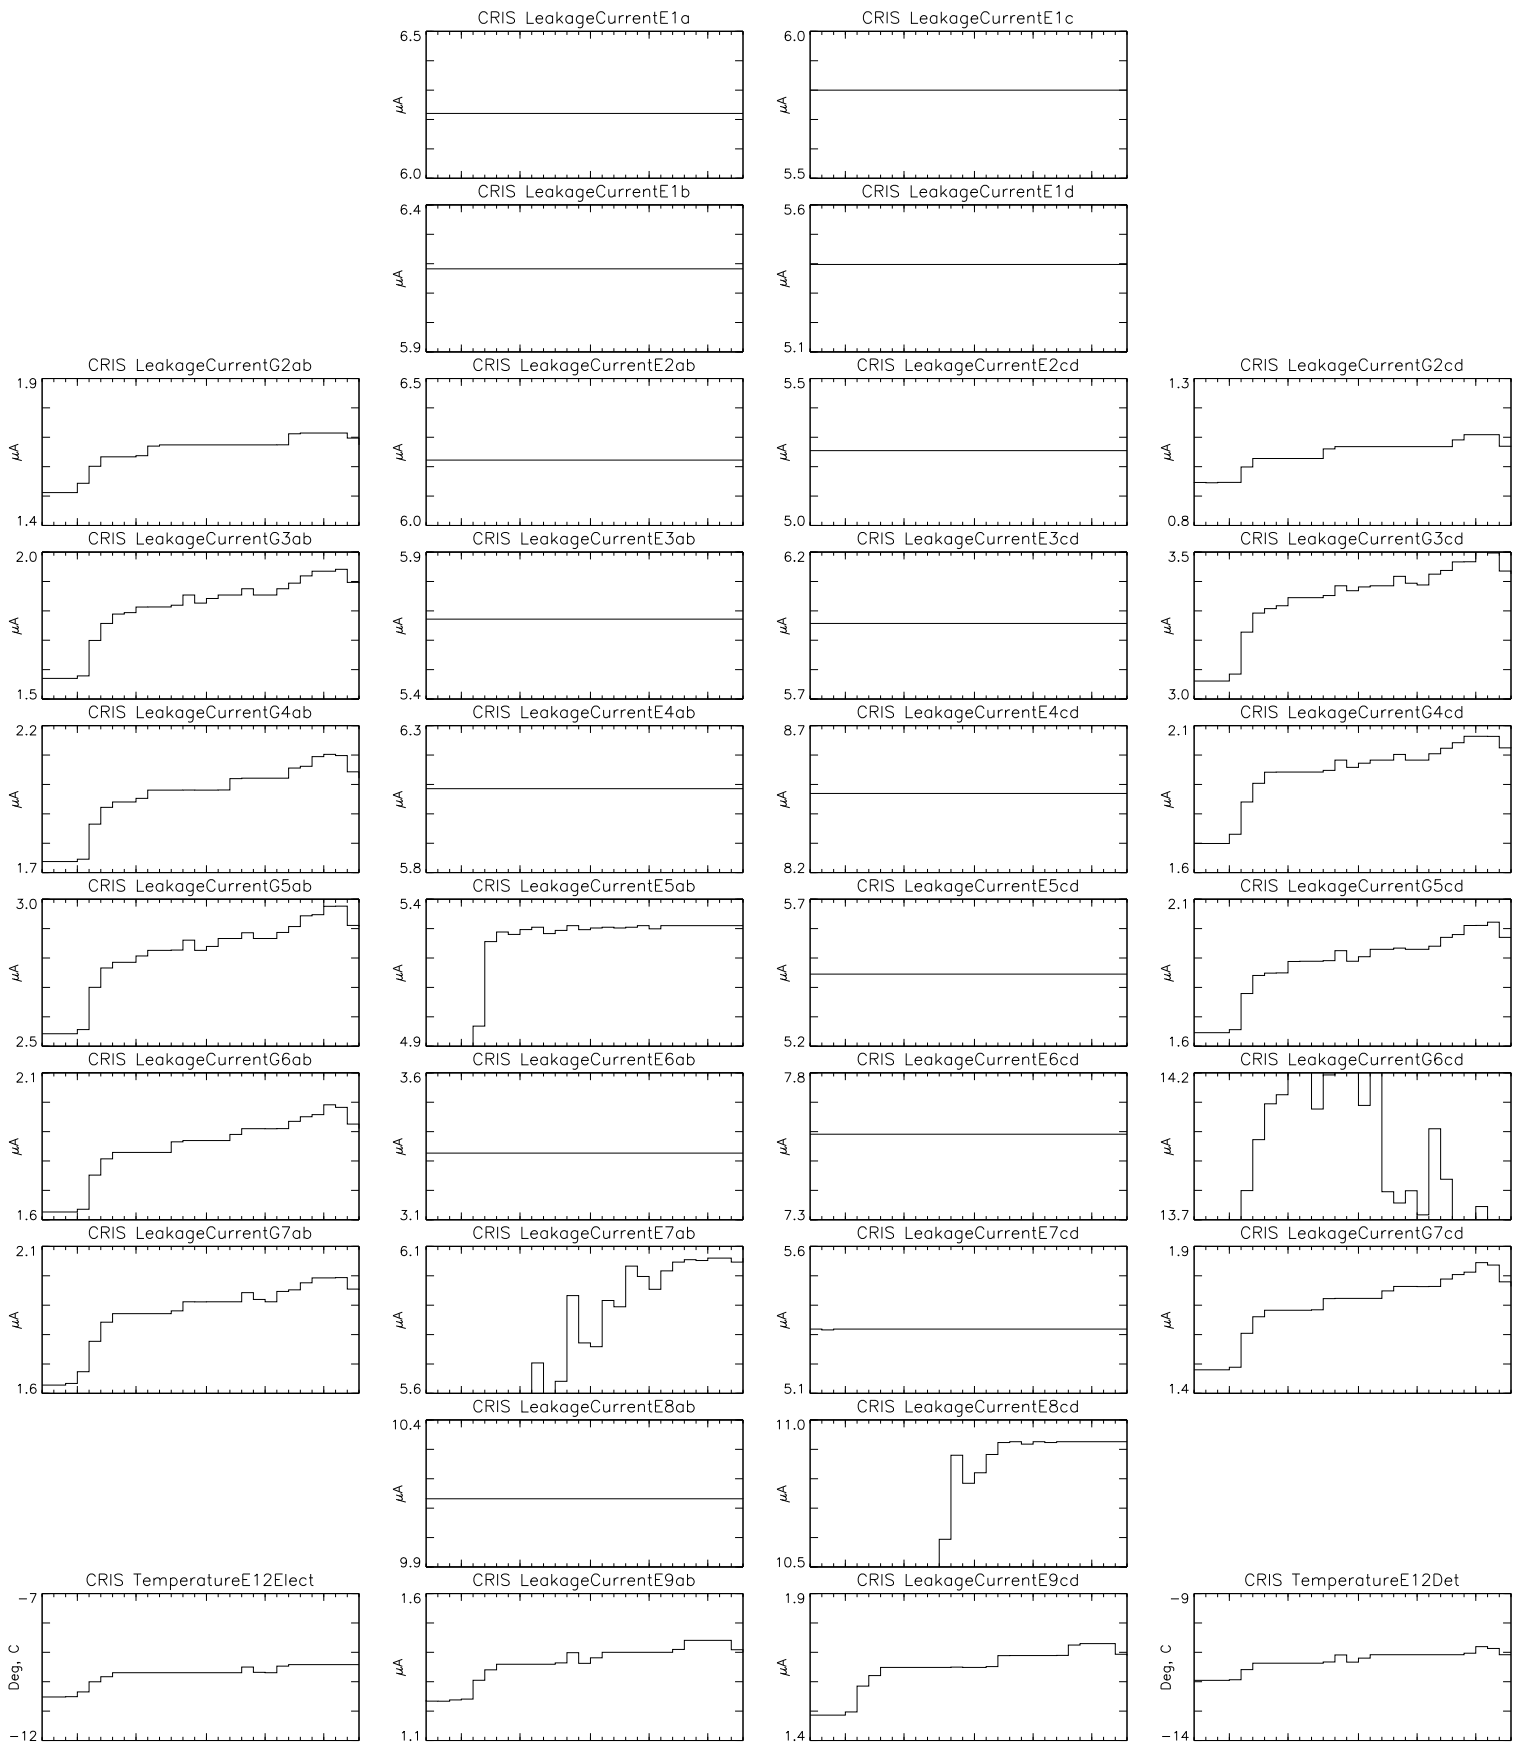 CRIS LeakageCurrentE1a
6.5
μA
6.0
CRIS LeakageCurrentE1c
6.0
μA
5.5
CRIS LeakageCurrentE1b
6.4
μA
5.9
CRIS LeakageCurrentE1d
5.6
μA
5.1
CRIS LeakageCurrentG2ab
1.9
μA
1.4
CRIS LeakageCurrentE2ab
6.5
μA
6.0
CRIS LeakageCurrentE2cd
5.5
μA
5.0
CRIS LeakageCurrentG2cd
1.3
μA
0.8
CRIS LeakageCurrentG3ab
2.0
μA
1.5
CRIS LeakageCurrentE3ab
5.9
μA
5.4
CRIS LeakageCurrentE3cd
6.2
μA
5.7
CRIS LeakageCurrentG3cd
3.5
μA
3.0
CRIS LeakageCurrentG4ab
2.2
μA
1.7
CRIS LeakageCurrentE4ab
6.3
μA
5.8
CRIS LeakageCurrentE4cd
8.7
μA
8.2
CRIS LeakageCurrentG4cd
2.1
μA
1.6
CRIS LeakageCurrentG5ab
3.0
μA
2.5
CRIS LeakageCurrentE5ab
5.4
μA
4.9
CRIS LeakageCurrentE5cd
5.7
μA
5.2
CRIS LeakageCurrentG5cd
2.1
μA
1.6
CRIS LeakageCurrentG6ab
2.1
μA
1.6
CRIS LeakageCurrentE6ab
3.6
μA
3.1
CRIS LeakageCurrentE6cd
7.8
μA
7.3
CRIS LeakageCurrentG6cd
14.2
μA
13.7
CRIS LeakageCurrentG7ab
2.1
μA
1.6
CRIS LeakageCurrentE7ab
6.1
μA
5.6
CRIS LeakageCurrentE7cd
5.6
μA
5.1
CRIS LeakageCurrentG7cd
1.9
μA
1.4
CRIS LeakageCurrentE8ab
10.4
μA
9.9
CRIS LeakageCurrentE8cd
11.0
μA
10.5
CRIS TemperatureE12Elect
−7
Deg, C
−12
CRIS LeakageCurrentE9ab
1.6
μA
1.1
CRIS LeakageCurrentE9cd
1.9
μA
1.4
CRIS TemperatureE12Det
−9
Deg, C
−14